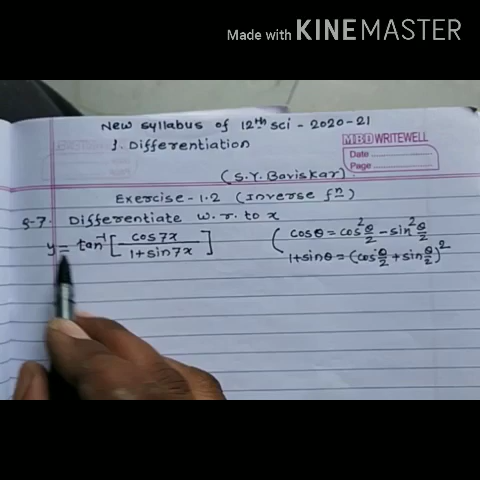 Made with KINEMASTER
New syllabus of 12th sci - 2020-21
1. Differentiation
MBD WRITEWELL
Date
Page
(S.Y. Baviskar)
Exercise - 1.2 (Inverse fⁿ)
Q-7. Differentiate w.r.to x
y = tan⁻¹[cos7x / 1+sin7x] (cosθ = cos²θ/2 - sin²θ/2
1+sinθ = (cosθ/2 + sinθ/2)²